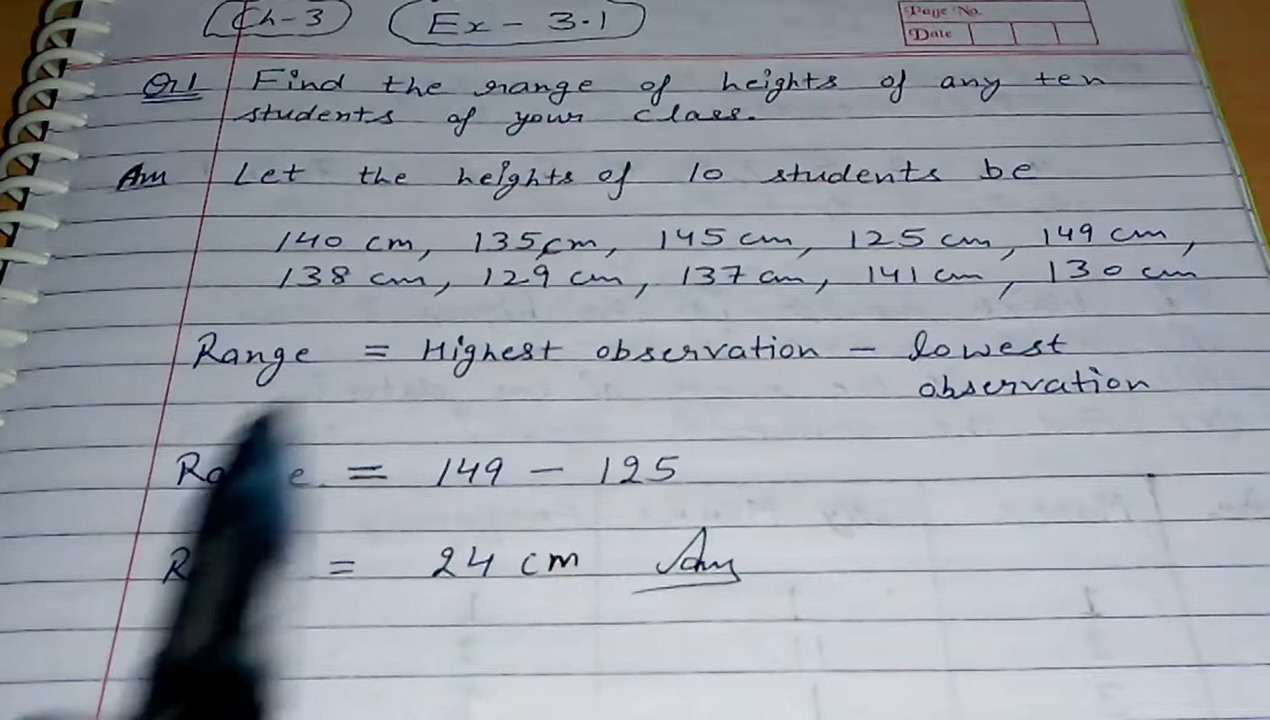 Ch-3 Ex - 3.1
Page No.
Date
Q1 Find the range of heights of any ten
students of your class.
Ans Let the heights of 10 students be
140 cm, 135 cm, 145 cm, 125 cm, 149 cm,
138 cm, 129 cm, 137 cm, 141 cm, 130 cm
Range = Highest observation - lowest
observation
= 149 - 125
= 24 cm Ans